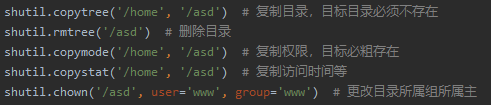 shutil.copytree('/home', '/asd')  # 复制目录，目标目录必须不存在
shutil.rmtree('/asd')  # 删除目录
shutil.copymode('/home', '/asd')  # 复制权限，目标必粗存在
shutil.copystat('/home', '/asd')  # 复制访问时间等
shutil.chown('/asd', user='www', group='www')  # 更改目录所属组所属主